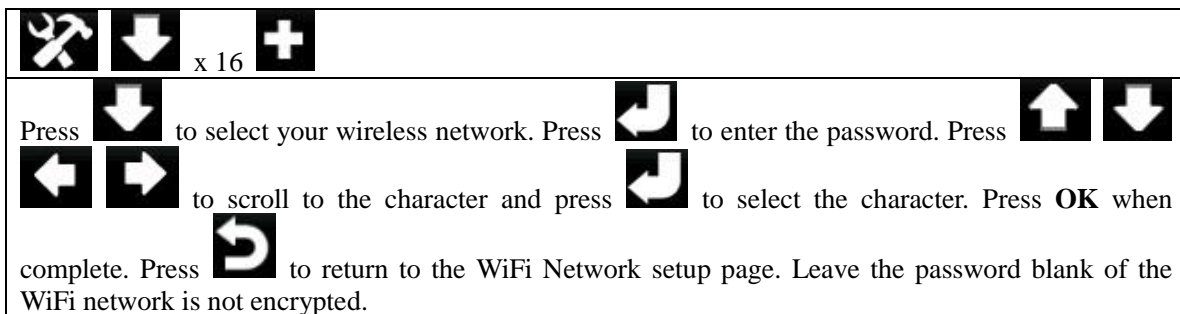 x 16
Press to select your wireless network. Press to enter the password. Press
to scroll to the character and press to select the character. Press OK when
complete. Press to return to the WiFi Network setup page. Leave the password blank of the
WiFi network is not encrypted.